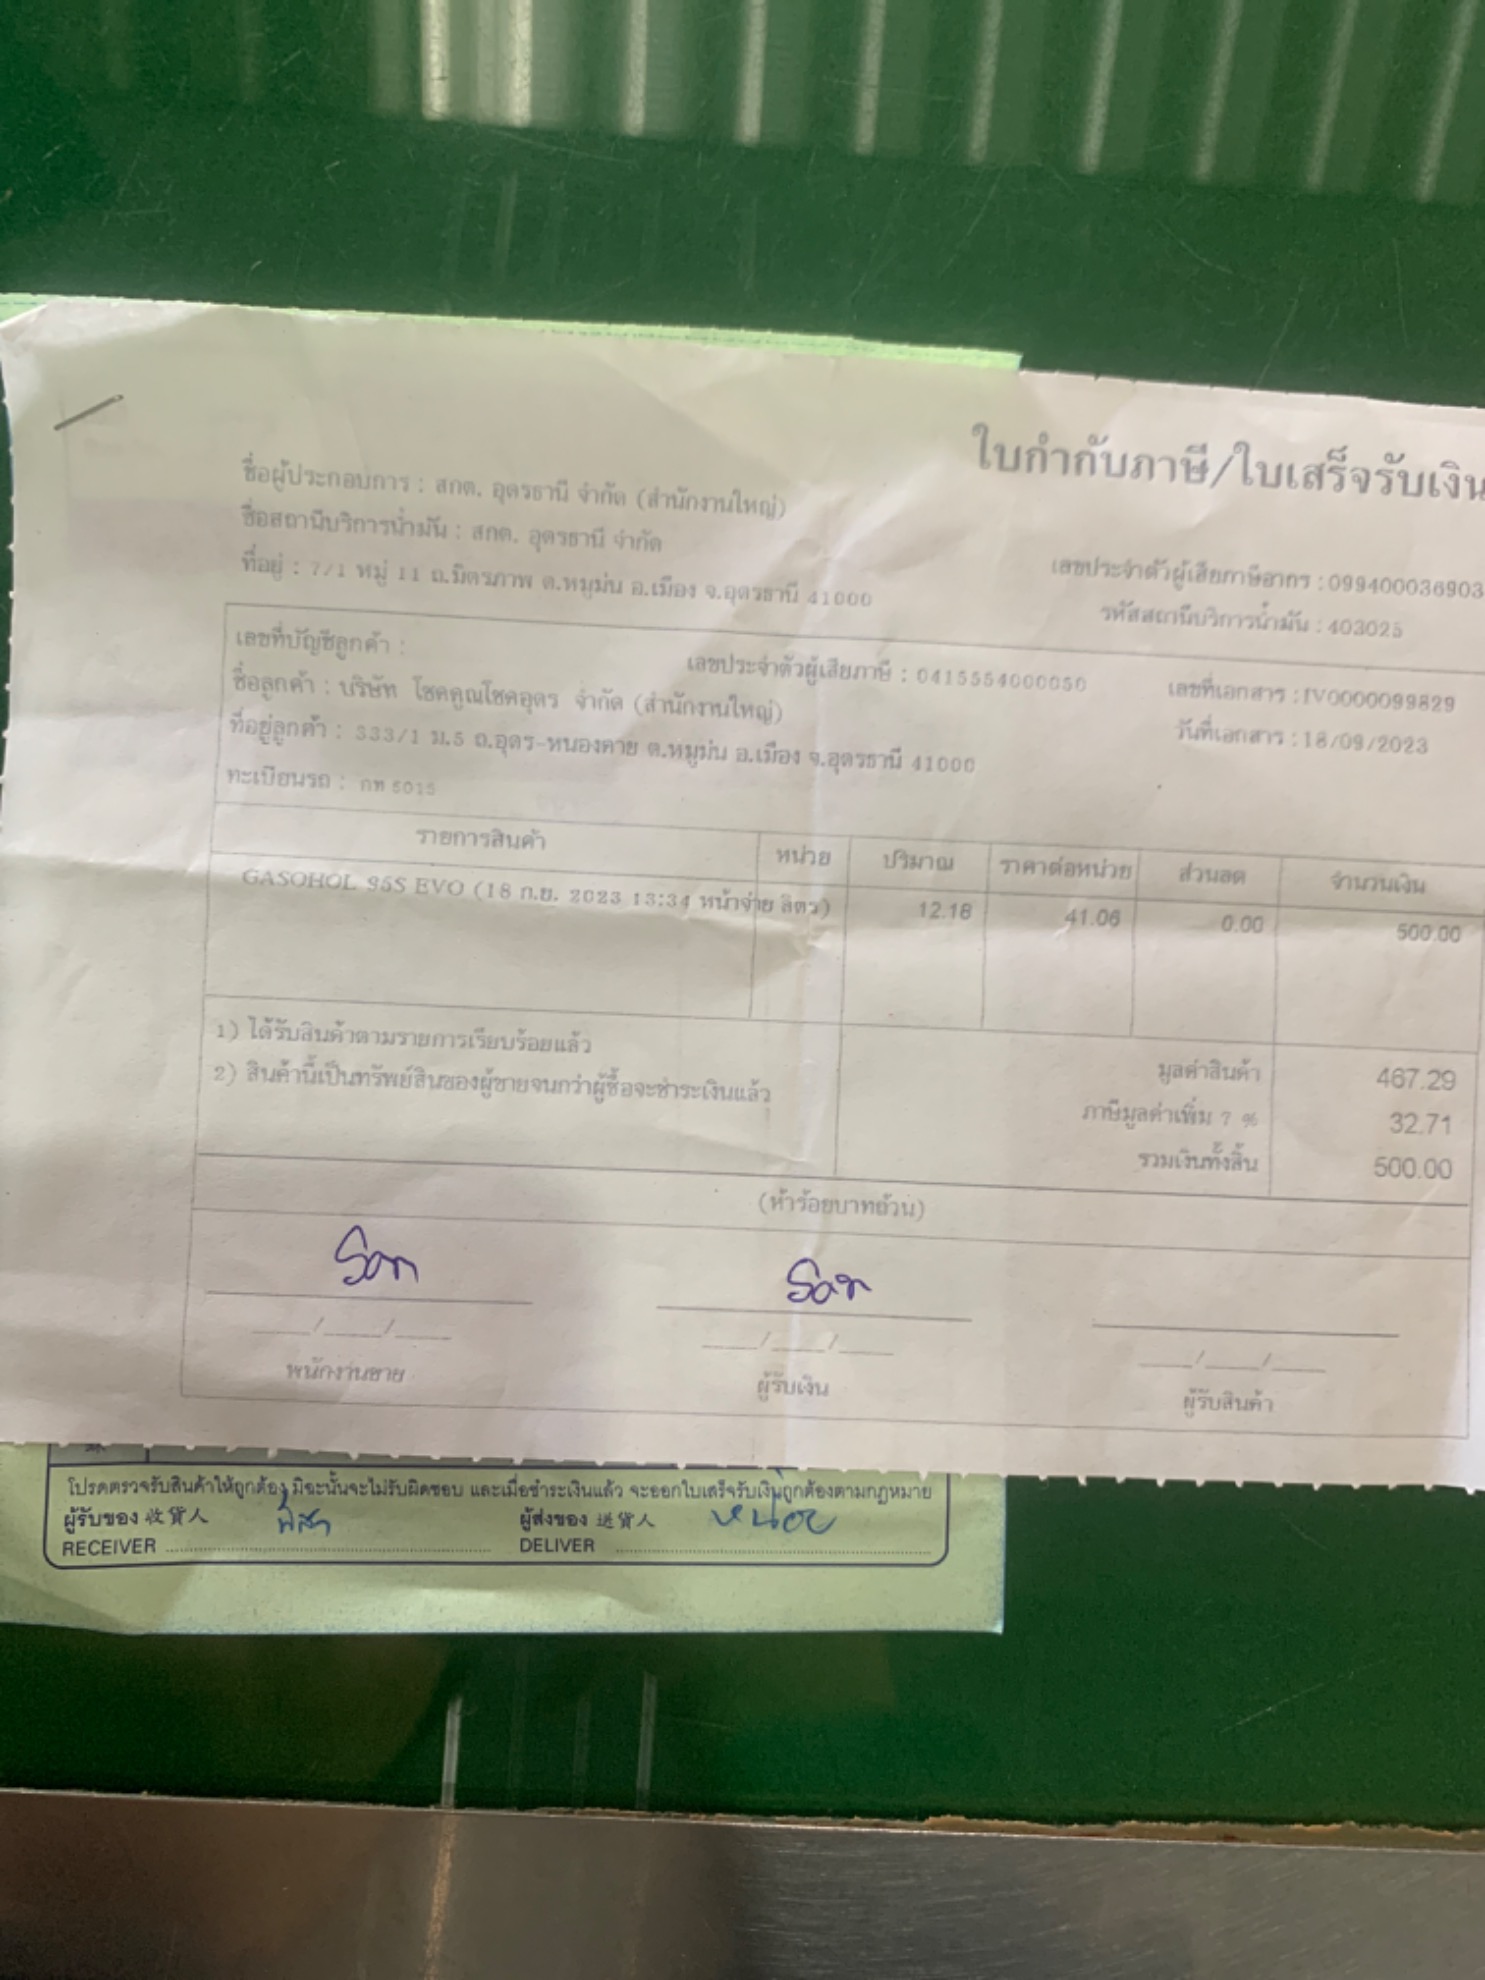 ใบกำกับภาษี/ใบเสร็จรับเงิน
ชื่อผู้ประกอบการ : สกต. อุดรธานี จำกัด (สำนักงานใหญ่)
ชื่อสถานีบริการน้ำมัน : สกต. อุดรธานี จำกัด
ที่อยู่ : 7/1 หมู่ 11 ถ.มิตรภาพ ต.หมูม่น อ.เมือง จ.อุดรธานี 41000
เลขประจำตัวผู้เสียภาษีอากร :099400036903
รหัสสถานีบริการน้ำมัน : 403025
เลขที่บัญชีลูกค้า :
เลขประจำตัวผู้เสียภาษี : 0415554000050
เลขที่เอกสาร : IV0000099829
ชื่อลูกค้า : บริษัท โชคคูณโชคอุดร จำกัด (สำนักงานใหญ่)
วันที่เอกสาร : 18/09/2023
ที่อยู่ลูกค้า : 333/1 ม.5 ถ.อุดร-หนองคาย ต.หมูม่น อ.เมือง จ.อุดรธานี 41000
ทะเบียนรถ : กท 5015
รายการสินค้า หน่วย ปริมาณ ราคาต่อหน่วย ส่วนลด จำนวนเงิน
GASOHOL 95S EVO (18 ก.ย. 2023 13:34 หน้าจ่าย ลิตร) 12.18 41.06 0.00 500.00
1) ได้รับสินค้าตามรายการเรียบร้อยแล้ว
2) สินค้านี้เป็นทรัพย์สินของผู้ขายจนกว่าผู้ซื้อจะชำระเงินแล้ว
มูลค่าสินค้า 467.29
ภาษีมูลค่าเพิ่ม 7 % 32.71
รวมเงินทั้งสิ้น 500.00
(ห้าร้อยบาทถ้วน)
___/___/___ ___/___/___ ___/___/___
พนักงานขาย ผู้รับเงิน ผู้รับสินค้า
โปรดตรวจรับสินค้าให้ถูกต้อง มิฉะนั้นจะไม่รับผิดชอบ และเมื่อชำระเงินแล้ว จะออกใบเสร็จรับเงินถูกต้องตามกฎหมาย
ผู้รับของ 收貨人 ผู้ส่งของ 送貨人 หน่อย
RECEIVER DELIVER